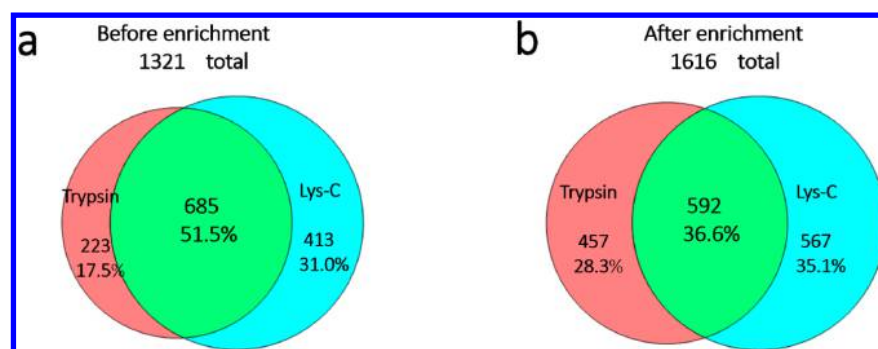 a
Before enrichment
1321 total
Trypsin
223
17.5%
685
51.5%
Lys-C
413
31.0%
b
After enrichment
1616 total
Trypsin
457
28.3%
592
36.6%
Lys-C
567
35.1%